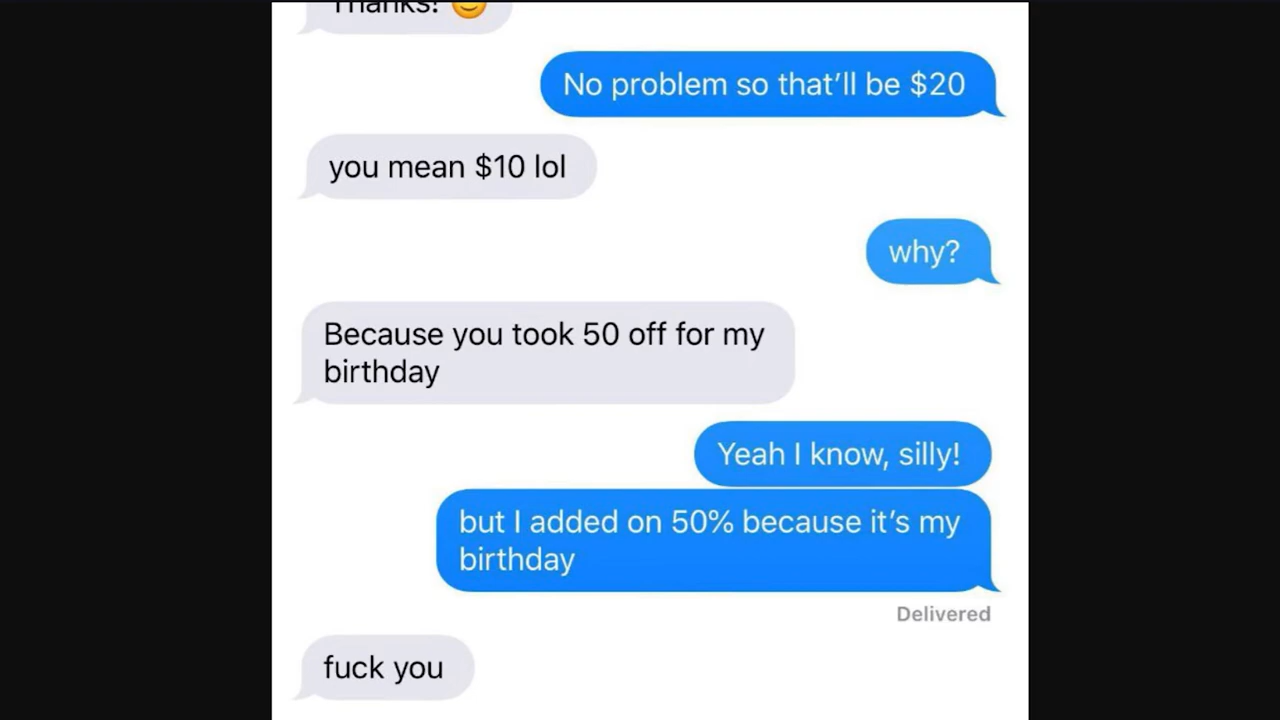 Thanks! 😊
No problem so that’ll be $20
you mean $10 lol
why?
Because you took 50 off for my
birthday
Yeah I know, silly!
but I added on 50% because it’s my
birthday
Delivered
fuck you